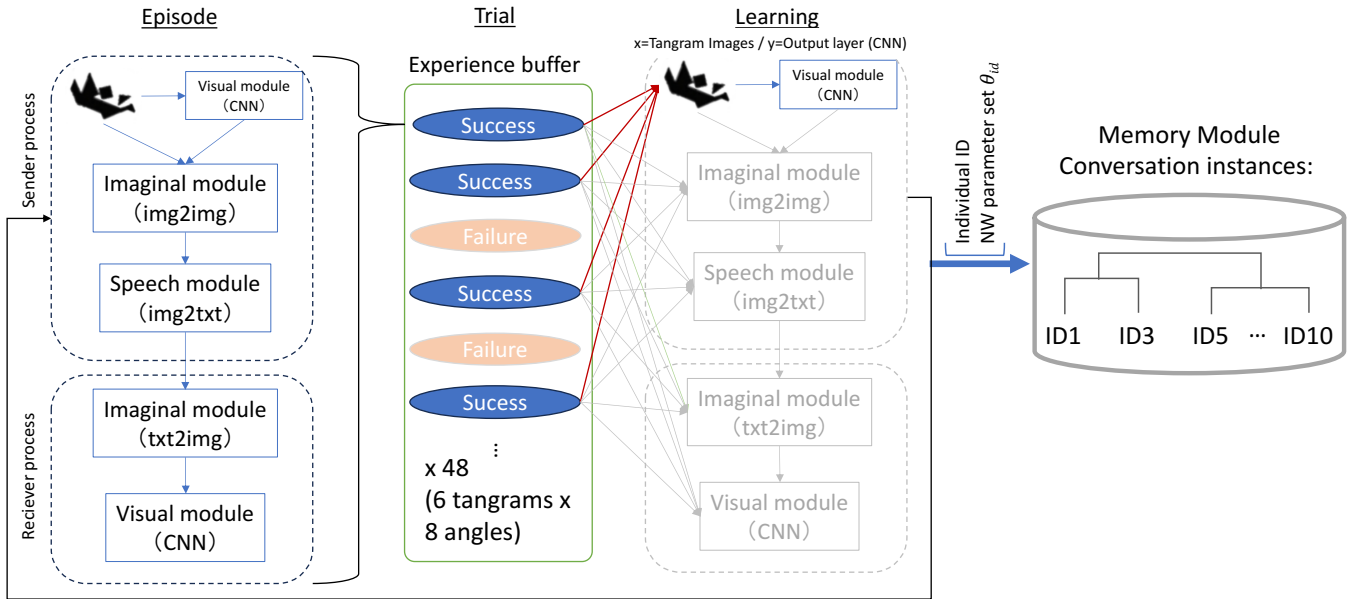 Episode
Sender process
Visual module
（CNN）
Imaginal module
（img2img）
Speech module
（img2txt）
Reciever process
Imaginal module
（txt2img）
Visual module
（CNN）
Trial
Experience buffer
Success
Success
Failure
Success
Failure
Sucess
...
x 48
(6 tangrams x
8 angles)
Learning
x=Tangram Images / y=Output layer (CNN)
Visual module
（CNN）
Imaginal module
（img2img）
Speech module
（img2txt）
Imaginal module
（txt2img）
Visual module
（CNN）
Individual ID
NW parameter set θ_id
Memory Module
Conversation instances:
ID1 ID3 ID5 ... ID10